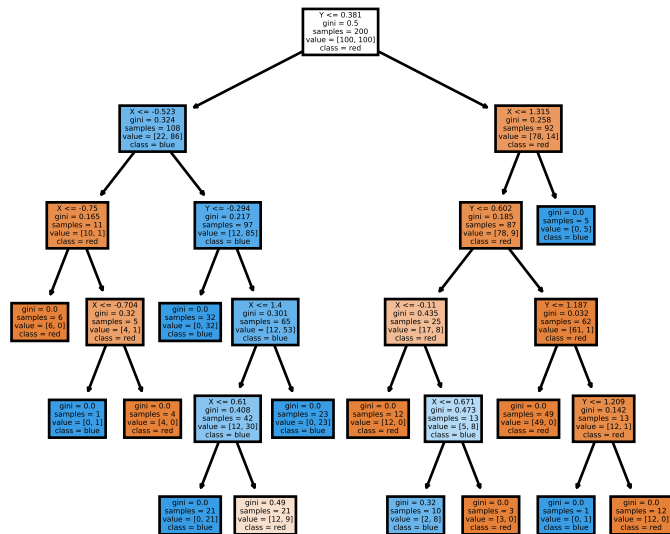 Y <= 0.381
gini = 0.5
samples = 200
value = [100, 100]
class = red
X <= -0.523
gini = 0.324
samples = 108
value = [22, 86]
class = blue
X <= 1.315
gini = 0.258
samples = 92
value = [78, 14]
class = red
X <= -0.75
gini = 0.165
samples = 11
value = [10, 1]
class = red
Y <= -0.294
gini = 0.217
samples = 97
value = [12, 85]
class = blue
Y <= 0.602
gini = 0.185
samples = 87
value = [78, 9]
class = red
gini = 0.0
samples = 5
value = [0, 5]
class = blue
gini = 0.0
samples = 6
value = [6, 0]
class = red
X <= -0.704
gini = 0.32
samples = 5
value = [4, 1]
class = red
gini = 0.0
samples = 32
value = [0, 32]
class = blue
X <= 1.4
gini = 0.301
samples = 65
value = [12, 53]
class = blue
X <= -0.11
gini = 0.435
samples = 25
value = [17, 8]
class = red
Y <= 1.187
gini = 0.032
samples = 62
value = [61, 1]
class = red
gini = 0.0
samples = 1
value = [0, 1]
class = blue
gini = 0.0
samples = 4
value = [4, 0]
class = red
X <= 0.61
gini = 0.408
samples = 42
value = [12, 30]
class = blue
gini = 0.0
samples = 23
value = [0, 23]
class = blue
gini = 0.0
samples = 12
value = [12, 0]
class = red
X <= 0.671
gini = 0.473
samples = 13
value = [5, 8]
class = blue
gini = 0.0
samples = 49
value = [49, 0]
class = red
Y <= 1.209
gini = 0.142
samples = 13
value = [12, 1]
class = red
gini = 0.0
samples = 21
value = [0, 21]
class = blue
gini = 0.49
samples = 21
value = [12, 9]
class = red
gini = 0.32
samples = 10
value = [2, 8]
class = blue
gini = 0.0
samples = 3
value = [3, 0]
class = red
gini = 0.0
samples = 1
value = [0, 1]
class = blue
gini = 0.0
samples = 12
value = [12, 0]
class = red